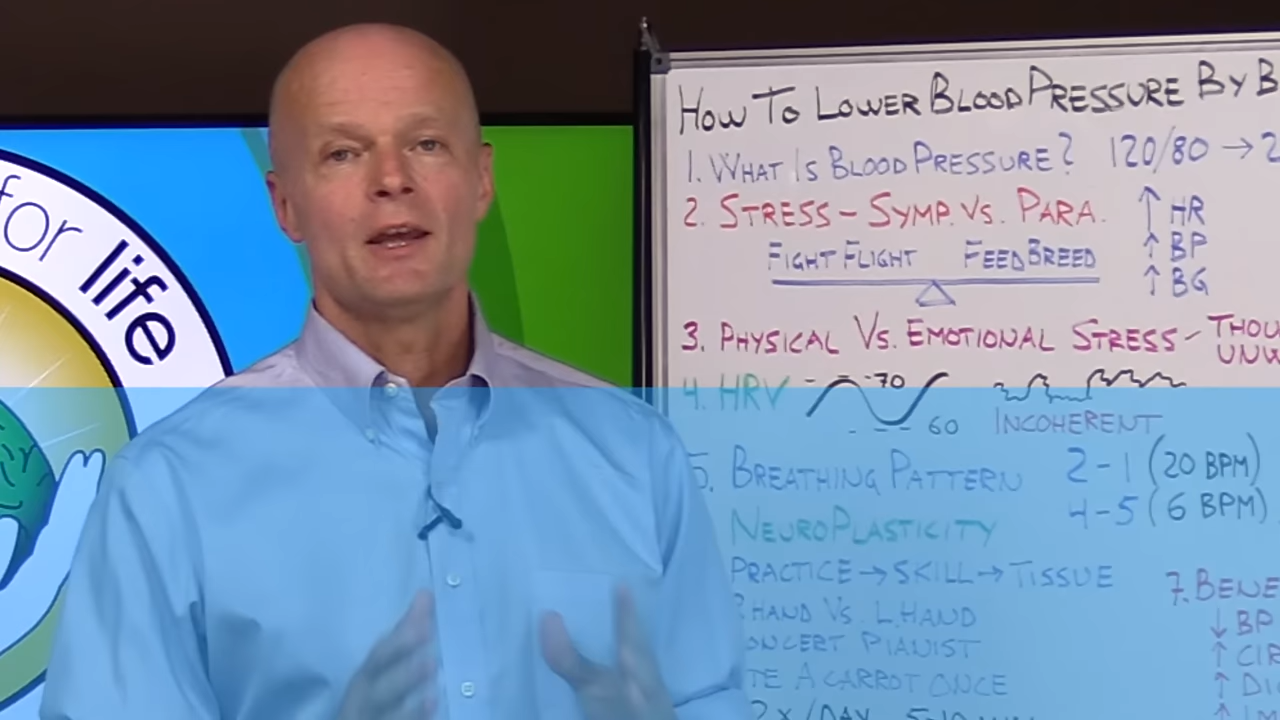 for life
HOW TO LOWER BLOOD PRESSURE BY B
1. WHAT IS BLOOD PRESSURE? 120/80 → 2
2. STRESS - SYMP. VS. PARA. ↑ HR
FIGHT FLIGHT FEED BREED ↑ BP
↑ BG
3. PHYSICAL VS. EMOTIONAL STRESS - THOU
UNW
4. HRV 70
60 INCOHERENT
5. BREATHING PATTERN 2-1 (20 BPM)
4-5 (6 BPM)
NEUROPLASTICITY
PRACTICE → SKILL → TISSUE
HAND VS. L.HAND
ONCERT PIANIST
TE A CARROT ONCE
2X/DAY
7. BENE
↓ BP
↑ CIR
↑ DI